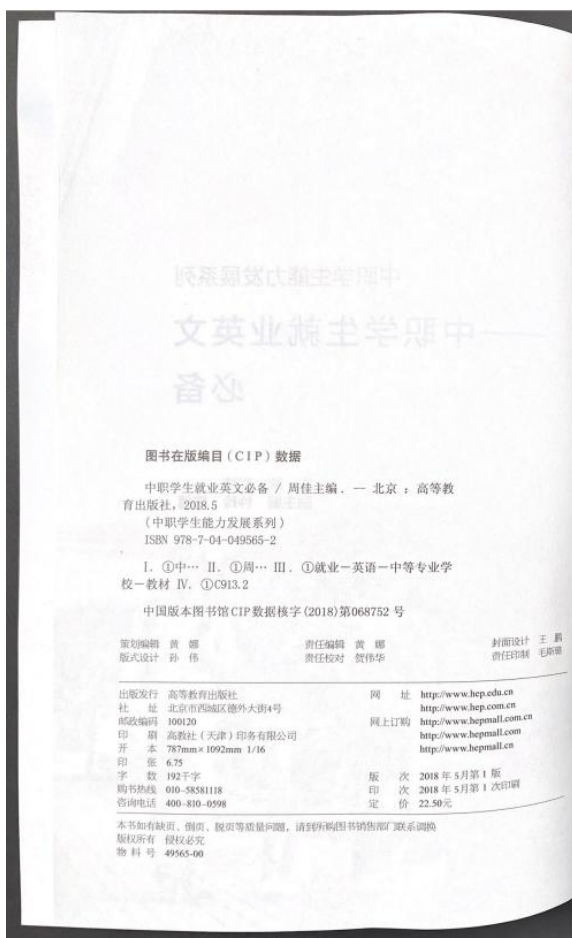 中职学生能力发展系列
——中职学生就业英文
必备
图书在版编目(CIP)数据
中职学生就业英文必备 / 周佳主编. -- 北京 : 高等教
育出版社, 2018.5
(中职学生能力发展系列)
ISBN 978-7-04-049565-2
Ⅰ. ①中… Ⅱ. ①周… Ⅲ. ①就业-英语-中等专业学
校-教材 Ⅳ. ①C913.2
中国版本图书馆CIP数据核字(2018)第068752号
策划编辑 黄 娜 责任编辑 黄 娜 封面设计 王 鹏
版式设计 孙 伟 责任校对 贺伟华 责任印制 毛斯璐
出版发行 高等教育出版社 网 址 http://www.hep.edu.cn
社 址 北京市西城区德外大街4号 http://www.hep.com.cn
邮政编码 100120 网上订购 http://www.hepmall.com.cn
印 刷 高教社(天津)印务有限公司 http://www.hepmall.com
开 本 787mm×1092mm 1/16 http://www.hepmall.cn
印 张 6.75
字 数 192千字 版 次 2018 年 5月第 1 版
购书热线 010-58581118 印 次 2018 年 5月第 1 次印刷
咨询电话 400-810-0598 定 价 22.50元
本书如有缺页、倒页、脱页等质量问题, 请到所购图书销售部门联系调换
版权所有 侵权必究
物 料 号 49565-00